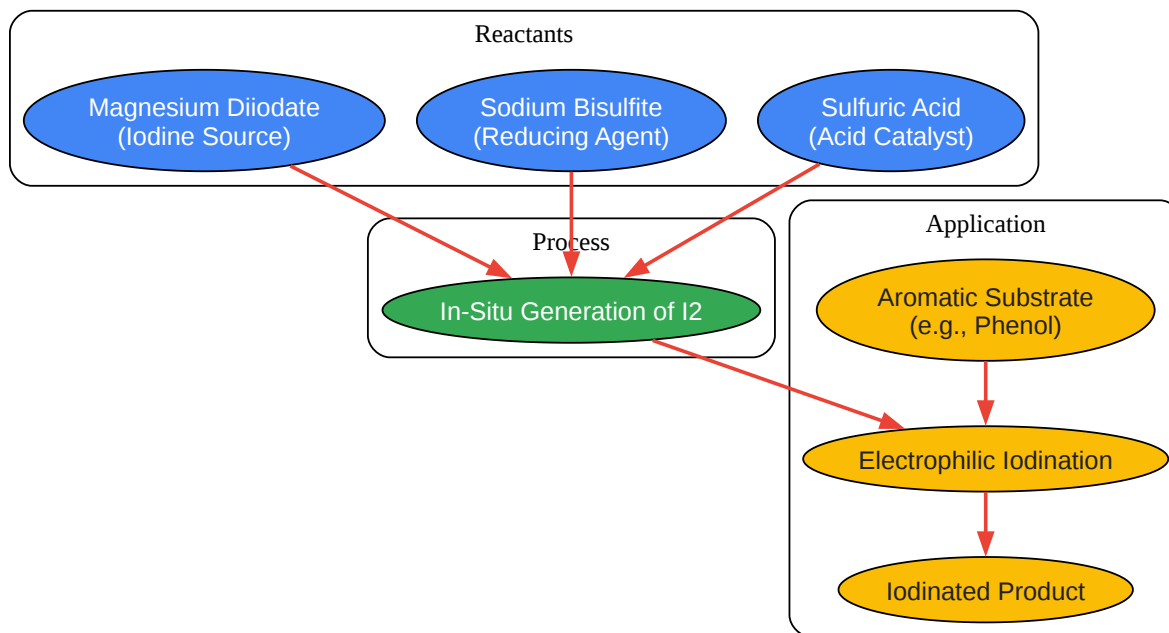 Reactants
Magnesium Diiodate
(Iodine Source)
Sodium Bisulfite
(Reducing Agent)
Sulfuric Acid
(Acid Catalyst)
Process
In-Situ Generation of I2
Application
Aromatic Substrate
(e.g., Phenol)
Electrophilic Iodination
Iodinated Product